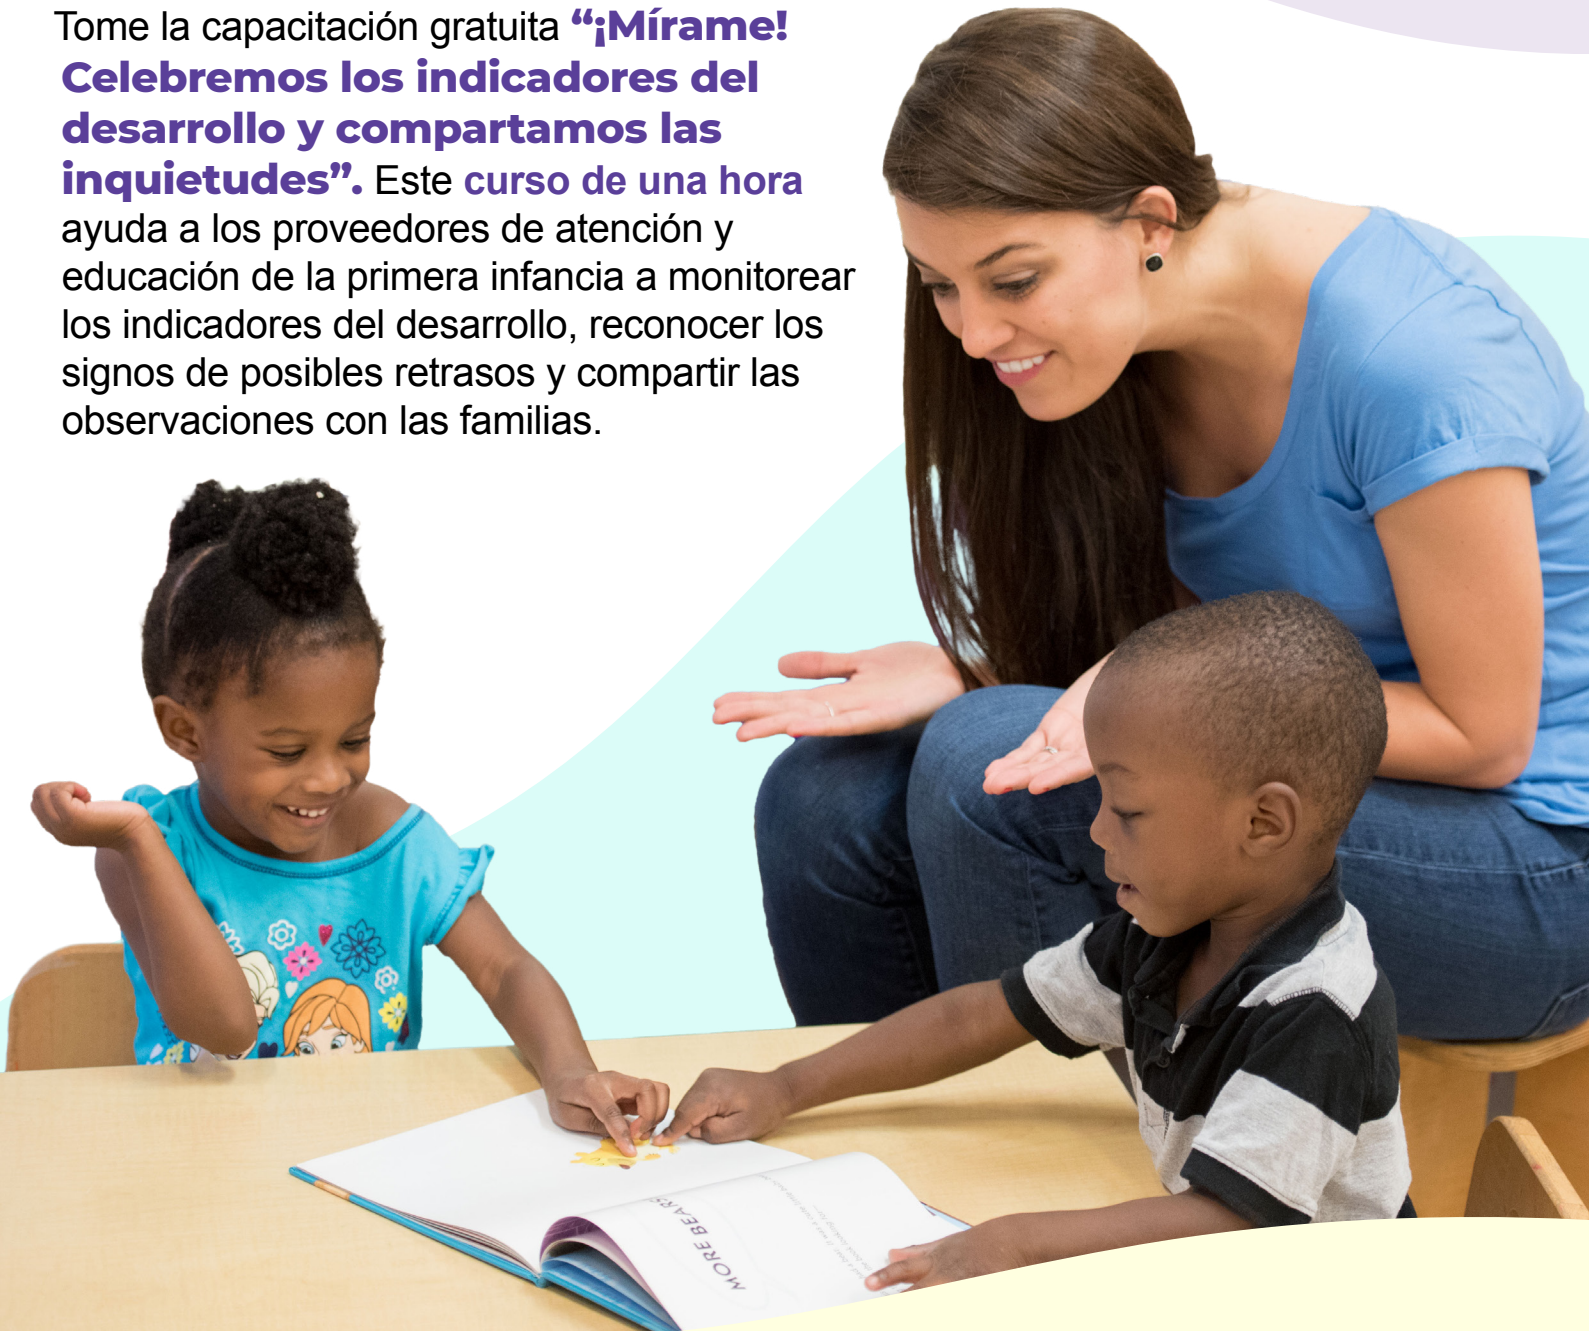 Tome la capacitación gratuita “¡Mírame!
Celebremos los indicadores del
desarrollo y compartamos las
inquietudes”. Este curso de una hora
ayuda a los proveedores de atención y
educación de la primera infancia a monitorear
los indicadores del desarrollo, reconocer los
signos de posibles retrasos y compartir las
observaciones con las familias.
MORE BEARS!